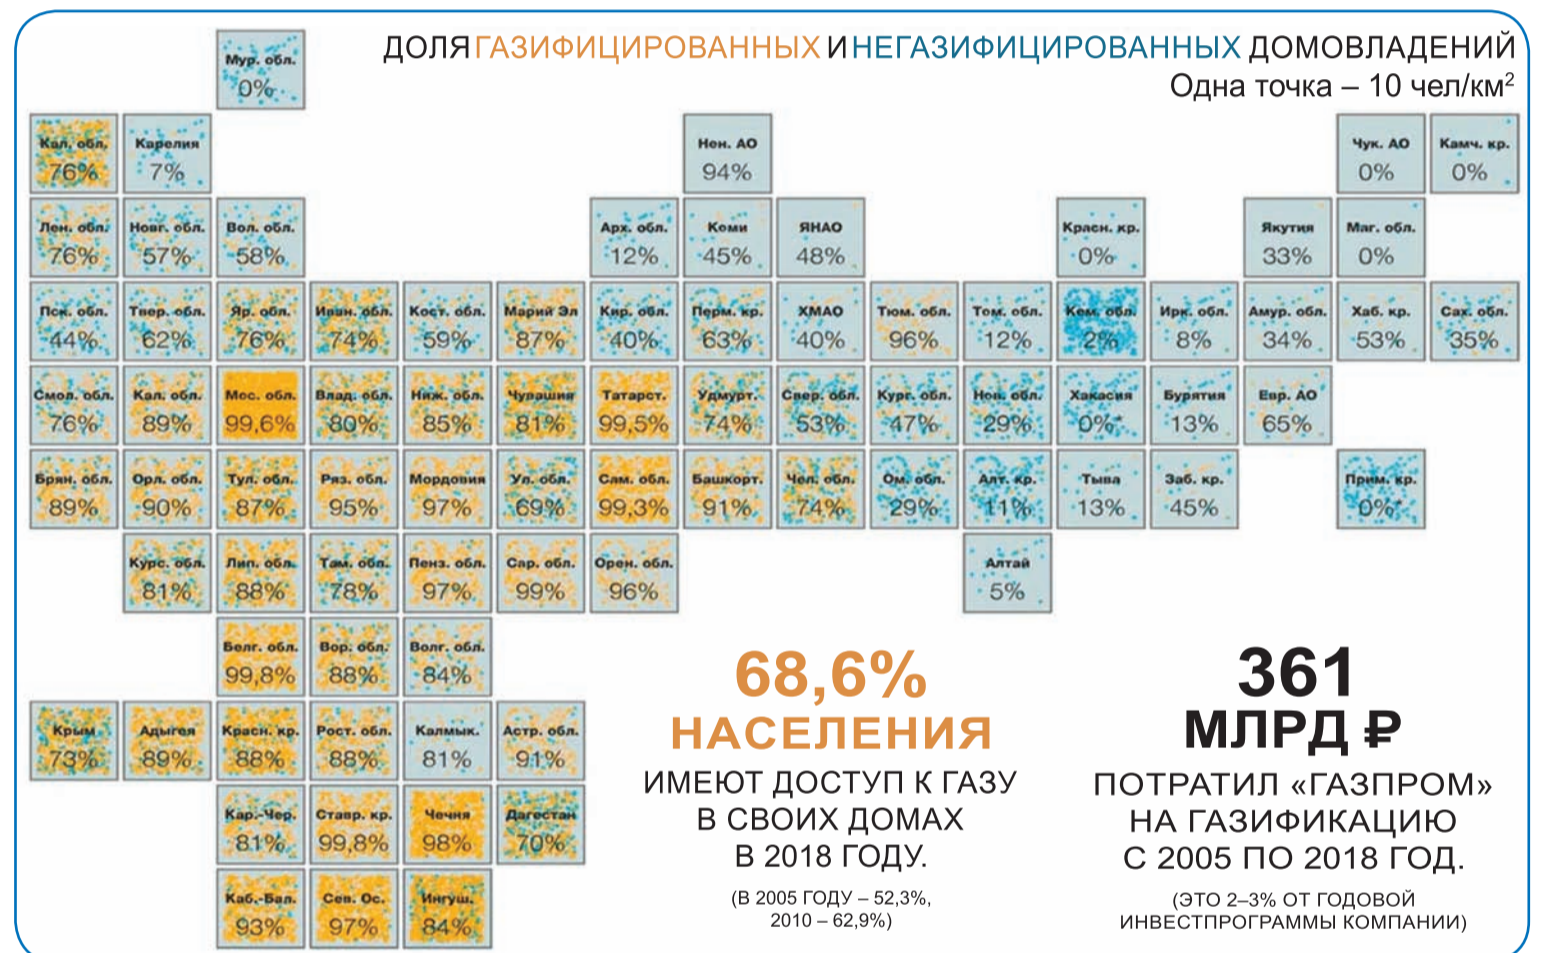 ДОЛЯ ГАЗИФИЦИРОВАННЫХ И НЕГАЗИФИЦИРОВАННЫХ ДОМОВЛАДЕНИЙ
Одна точка – 10 чел/км²
Мур. обл.
0%
Кал. обл. Карелия Нен. АО Чук. АО Камч. кр.
76% 7% 94% 0% 0%
Лен. обл. Новг. обл. Вол. обл. Арх. обл. Коми ЯНАО Красн. кр. Якутия Маг. обл.
76% 57% 58% 12% 45% 48% 0% 33% 0%
Пск. обл. Твер. обл. Яр. обл. Иван. обл. Кост. обл. Марий Эл Кир. обл. Перм. кр. ХМАО Тюм. обл. Том. обл. Кем. обл. Ирк. обл. Амур. обл. Хаб. кр. Сах. обл.
44% 62% 76% 74% 59% 87% 40% 63% 40% 96% 12% 2% 8% 34% 53% 35%
Смол. обл. Кал. обл. Мос. обл. Влад. обл. Ниж. обл. Чувашия Татарст. Удмурт. Свер. обл. Кург. обл. Нов. обл. Хакасия Бурятия Евр. АО
76% 89% 99,6% 80% 85% 81% 99,5% 74% 53% 47% 29% 0% 13% 65%
Брян. обл. Орл. обл. Тул. обл. Ряз. обл. Мордовия Ул. обл. Сам. обл. Башкорт. Чел. обл. Ом. обл. Алт. кр. Тыва Заб. кр. Прим. кр.
89% 90% 87% 95% 97% 69% 99,3% 91% 74% 29% 11% 13% 45% 0%
Курс. обл. Лип. обл. Там. обл. Пенз. обл. Сар. обл. Орен. обл. Алтай
81% 88% 78% 97% 99% 96% 5%
Белг. обл. Вор. обл. Волг. обл.
99,8% 88% 84%
Крым Адыгея Красн. кр. Рост. обл. Калмык. Астр. обл.
73% 89% 88% 88% 81% 91%
Кар.-Чер. Ставр. кр. Чечня Дагестан
81% 99,8% 98% 70%
Каб.-Бал. Сев. Ос. Ингуш.
93% 97% 84%
68,6%
НАСЕЛЕНИЯ
ИМЕЮТ ДОСТУП К ГАЗУ
В СВОИХ ДОМАХ
В 2018 ГОДУ.
(В 2005 ГОДУ – 52,3%,
2010 – 62,9%)
361
МЛРД ₽
ПОТРАТИЛ «ГАЗПРОМ»
НА ГАЗИФИКАЦИЮ
С 2005 ПО 2018 ГОД.
(ЭТО 2–3% ОТ ГОДОВОЙ
ИНВЕСТПРОГРАММЫ КОМПАНИИ)